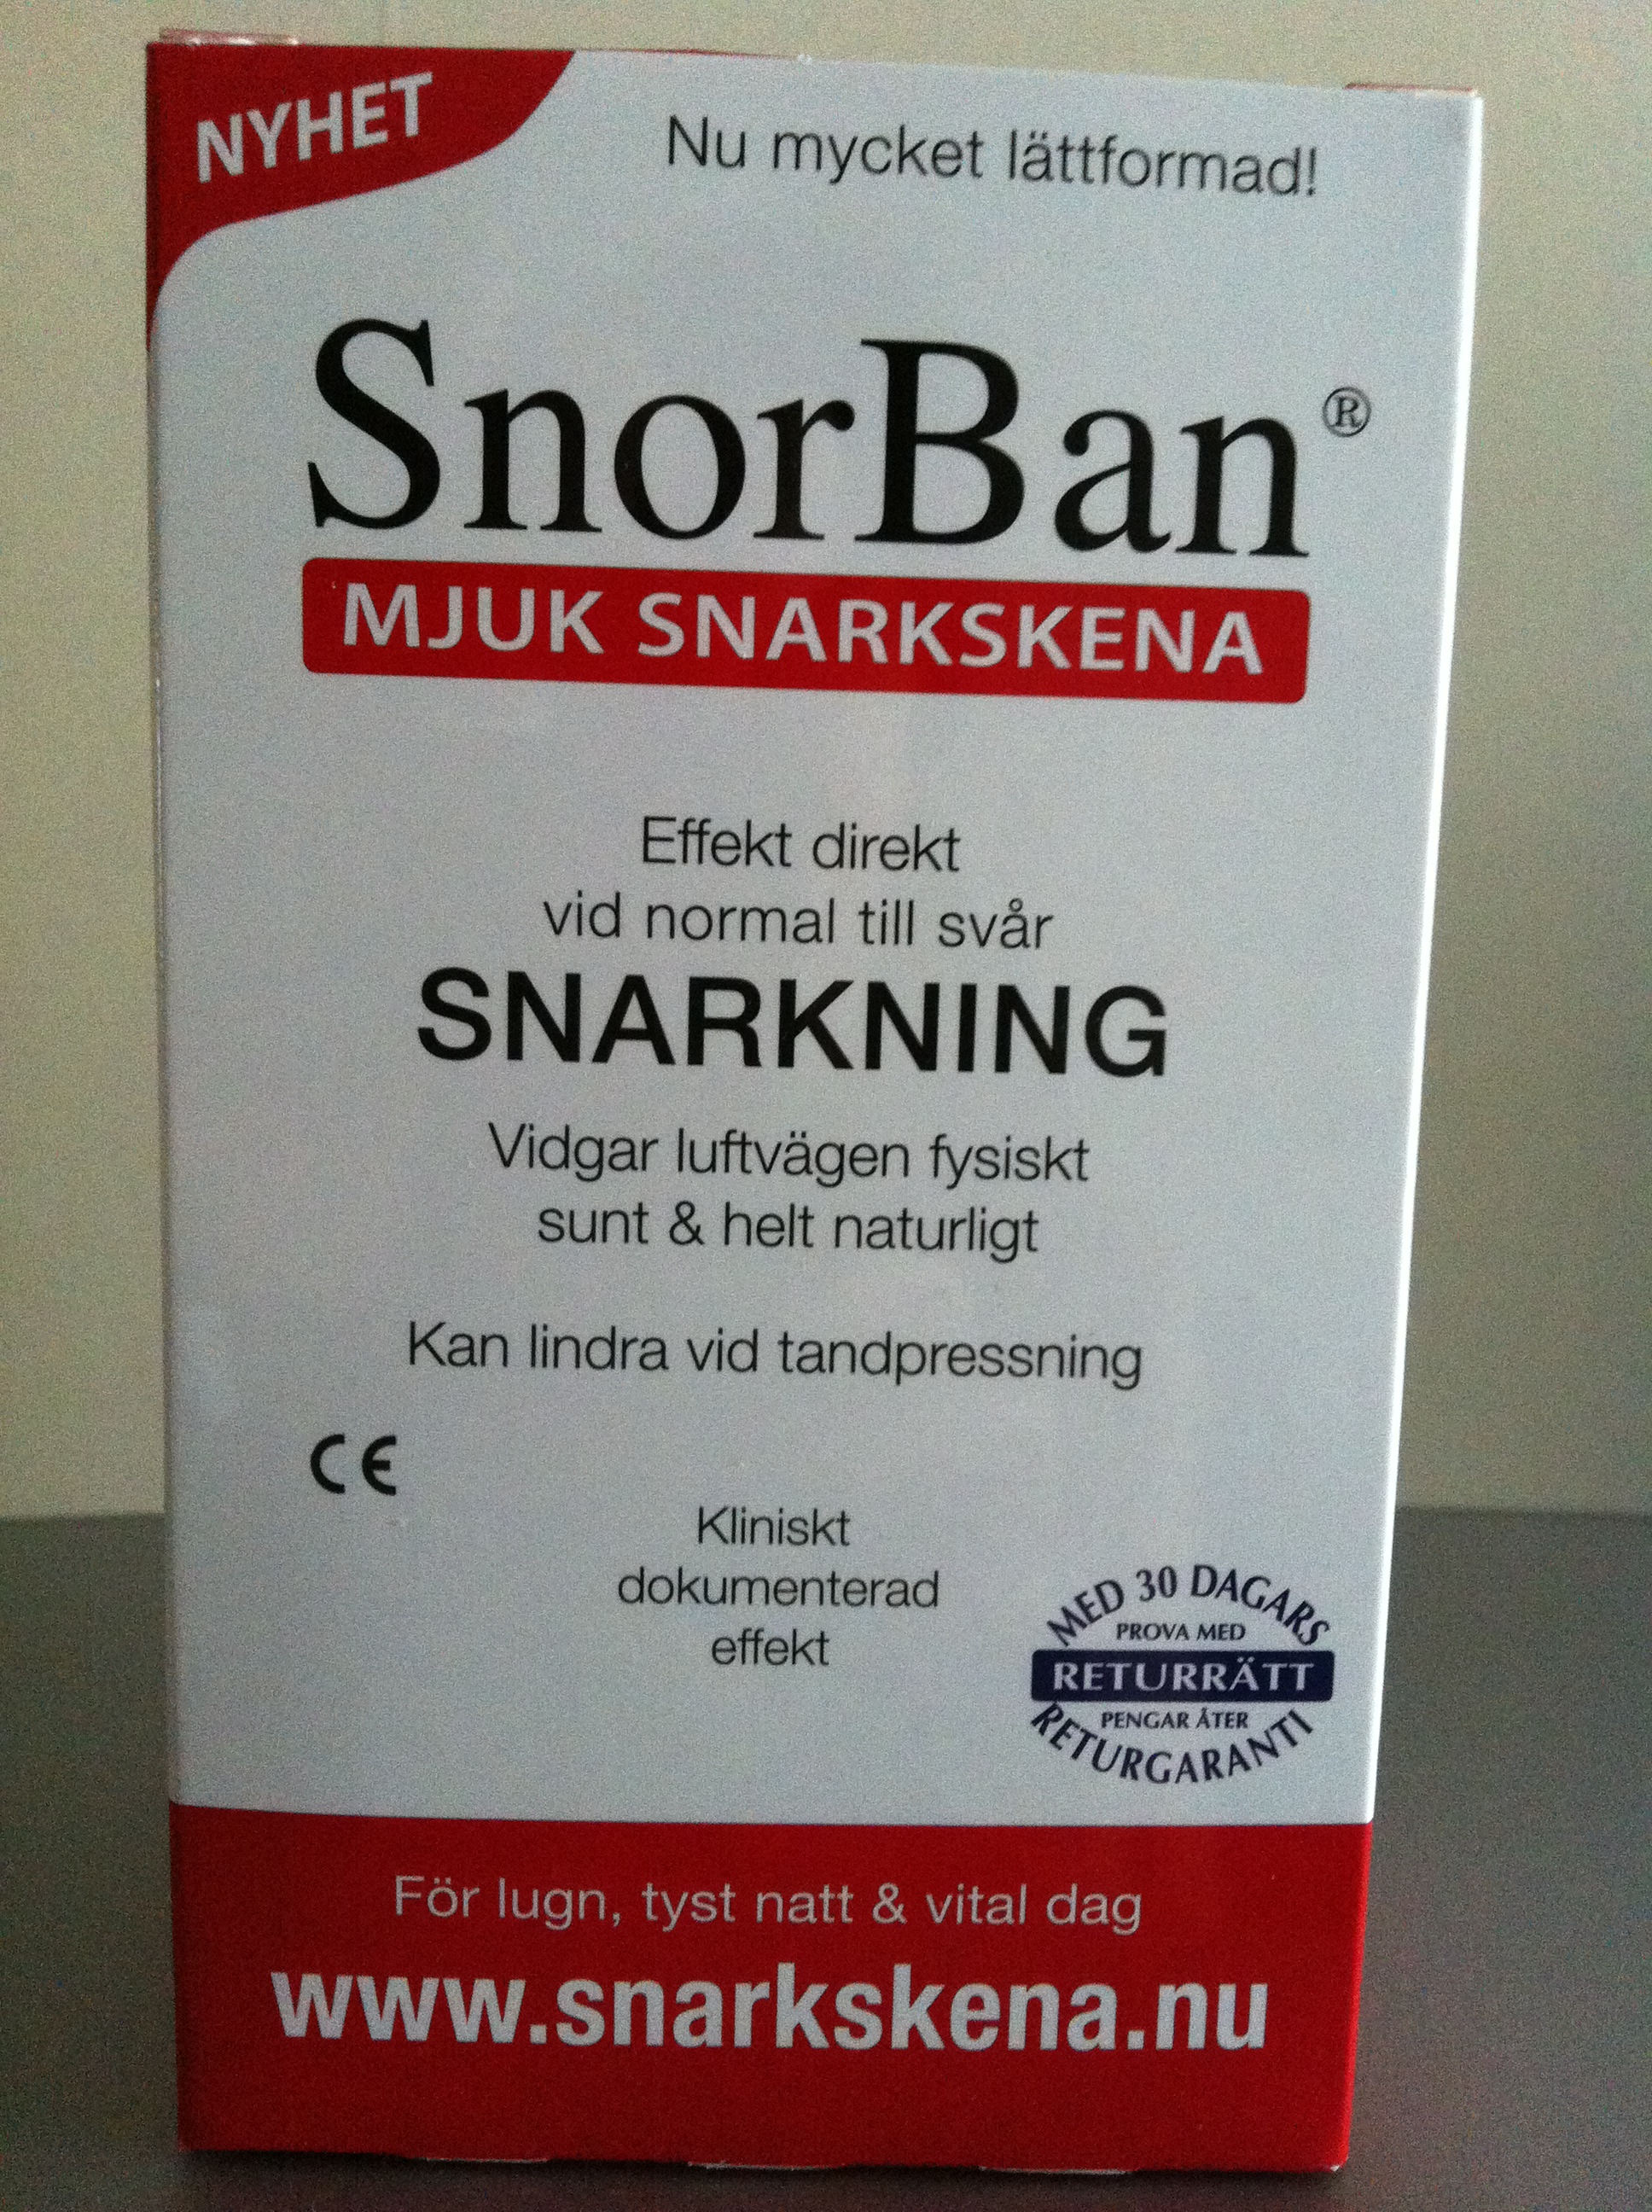 NYHET
Nu mycket lättformad!
SnorBan®
MJUK SNARKSKENA
Effekt direkt
vid normal till svår
SNARKNING
Vidgar luftvägen fysiskt
sunt & helt naturligt
Kan lindra vid tandpressning
CE
Kliniskt
dokumenterad
effekt
MED 30 DAGARS
PROVA MED
RETURRÄTT
PENGAR ÅTER
RETURGARANTI
För lugn, tyst natt & vital dag
www.snarkskena.nu